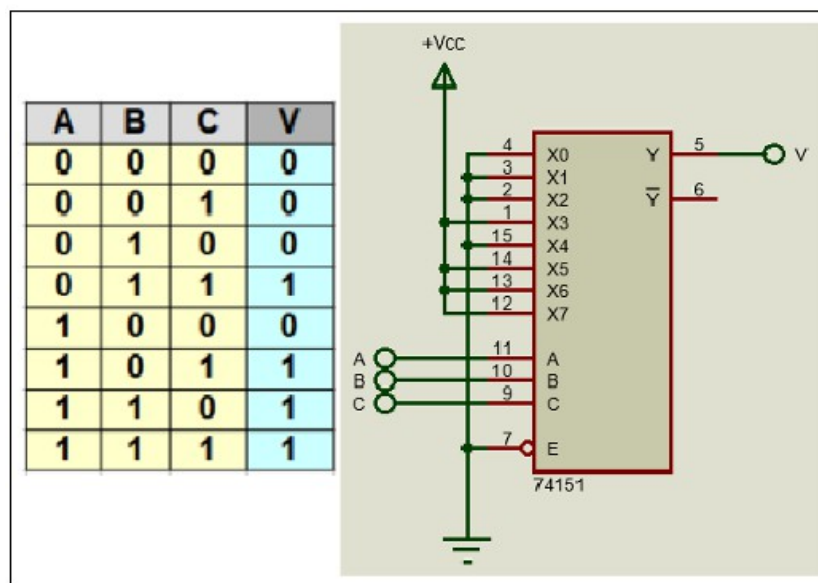 A B C V
0 0 0 0
0 0 1 0
0 1 0 0
0 1 1 1
1 0 0 0
1 0 1 1
1 1 0 1
1 1 1 1
+Vcc
4 X0 Y 5 V
3 X1
2 X2 Y̅ 6
1 X3
15 X4
14 X5
13 X6
12 X7
A 11 A
B 10 B
C 9 C
7 E
74151